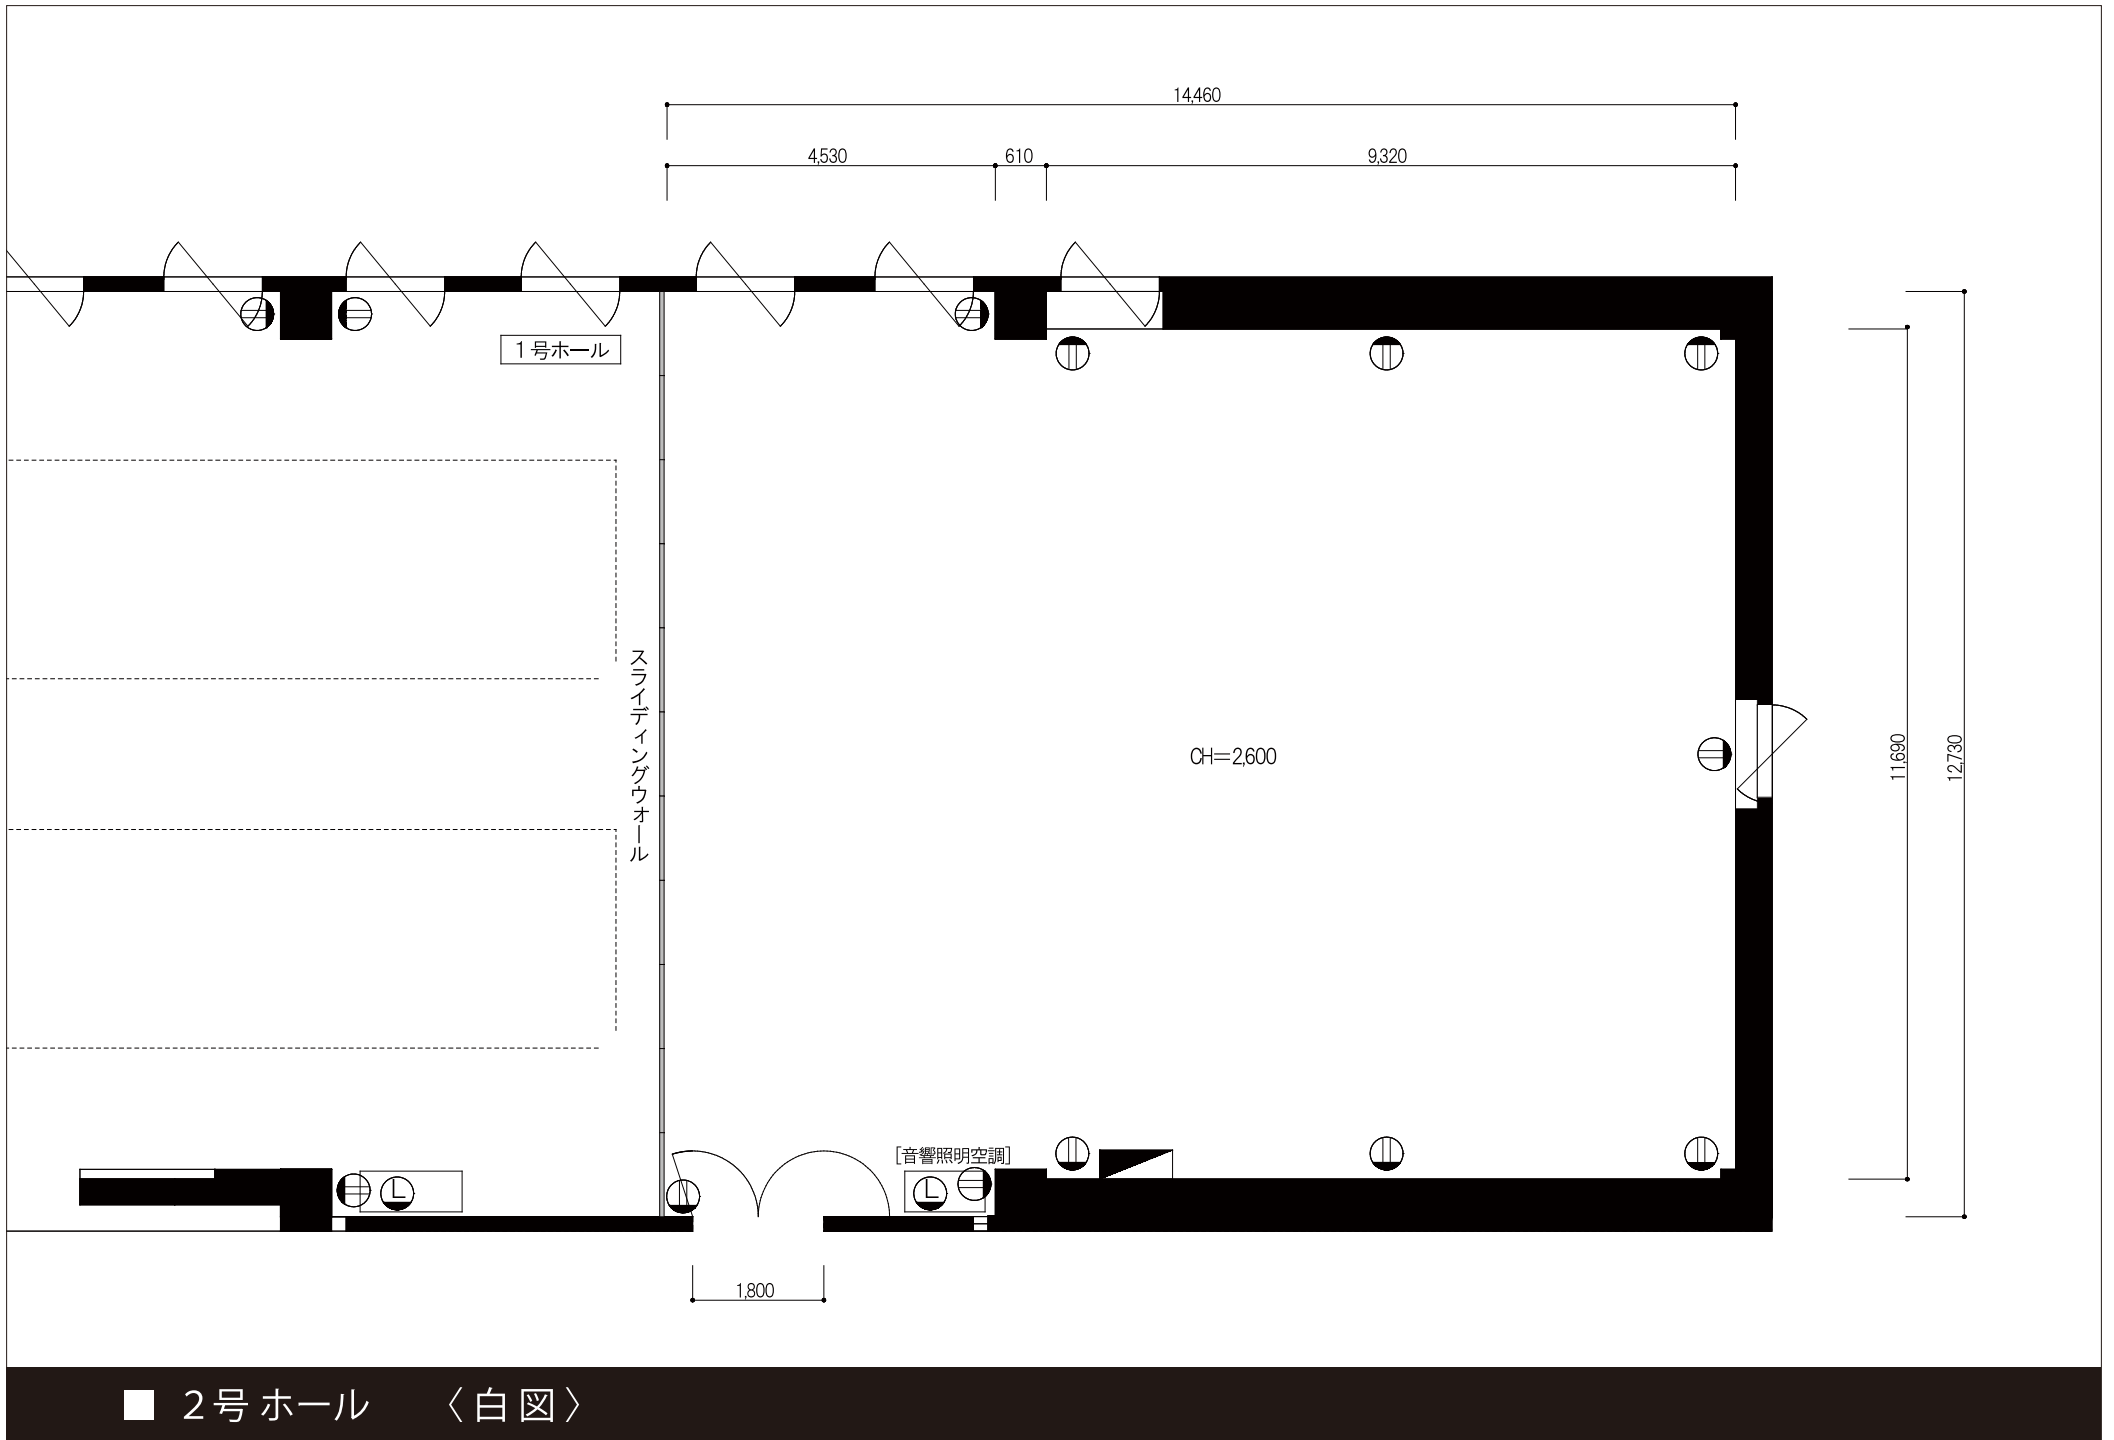 14,460
4,530
610
9,320
1号ホール
スライディングウォール
CH=2,600
11,690
12,730
[音響照明空調]
L
L
1,800
■ 2号ホール 〈白図〉